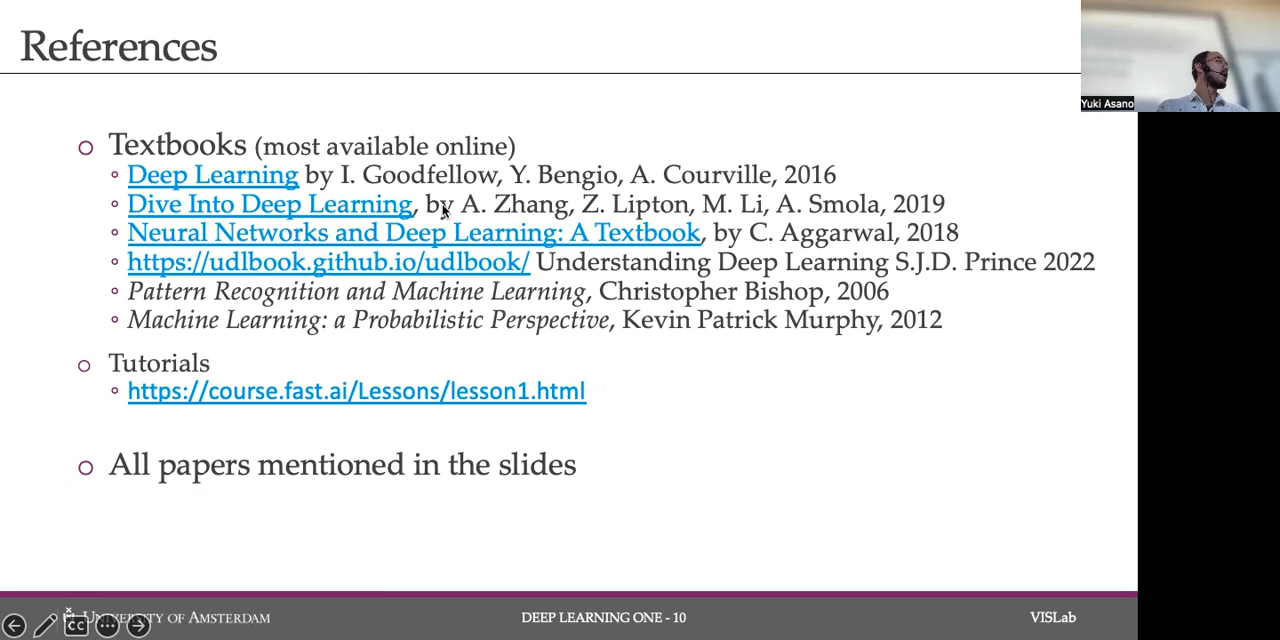 References
Yuki Asano
Textbooks (most available online)
Deep Learning by I. Goodfellow, Y. Bengio, A. Courville, 2016
Dive Into Deep Learning, by A. Zhang, Z. Lipton, M. Li, A. Smola, 2019
Neural Networks and Deep Learning: A Textbook, by C. Aggarwal, 2018
https://udlbook.github.io/udlbook/ Understanding Deep Learning S.J.D. Prince 2022
Pattern Recognition and Machine Learning, Christopher Bishop, 2006
Machine Learning: a Probabilistic Perspective, Kevin Patrick Murphy, 2012
Tutorials
https://course.fast.ai/Lessons/lesson1.html
All papers mentioned in the slides
CC UNIVERSITY OF AMSTERDAM DEEP LEARNING ONE - 10 VISLab